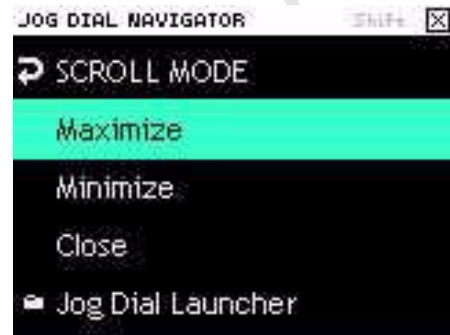 JOG DIAL NAVIGATOR Shift
SCROLL MODE
Maximize
Minimize
Close
Jog Dial Launcher